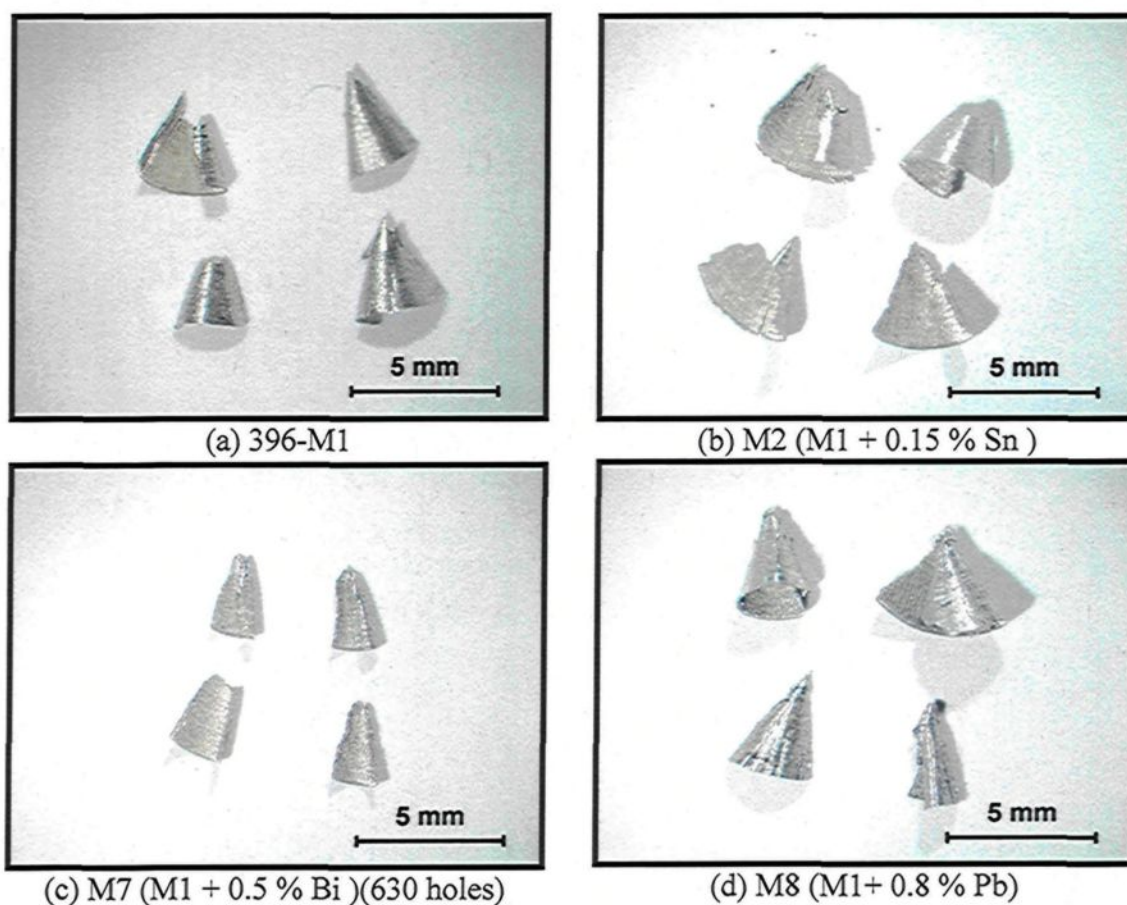 5 mm
5 mm
(a) 396-M1
(b) M2 (M1 + 0.15 % Sn )
5 mm
5 mm
(c) M7 (M1 + 0.5 % Bi )(630 holes)
(d) M8 (M1+ 0.8 % Pb)